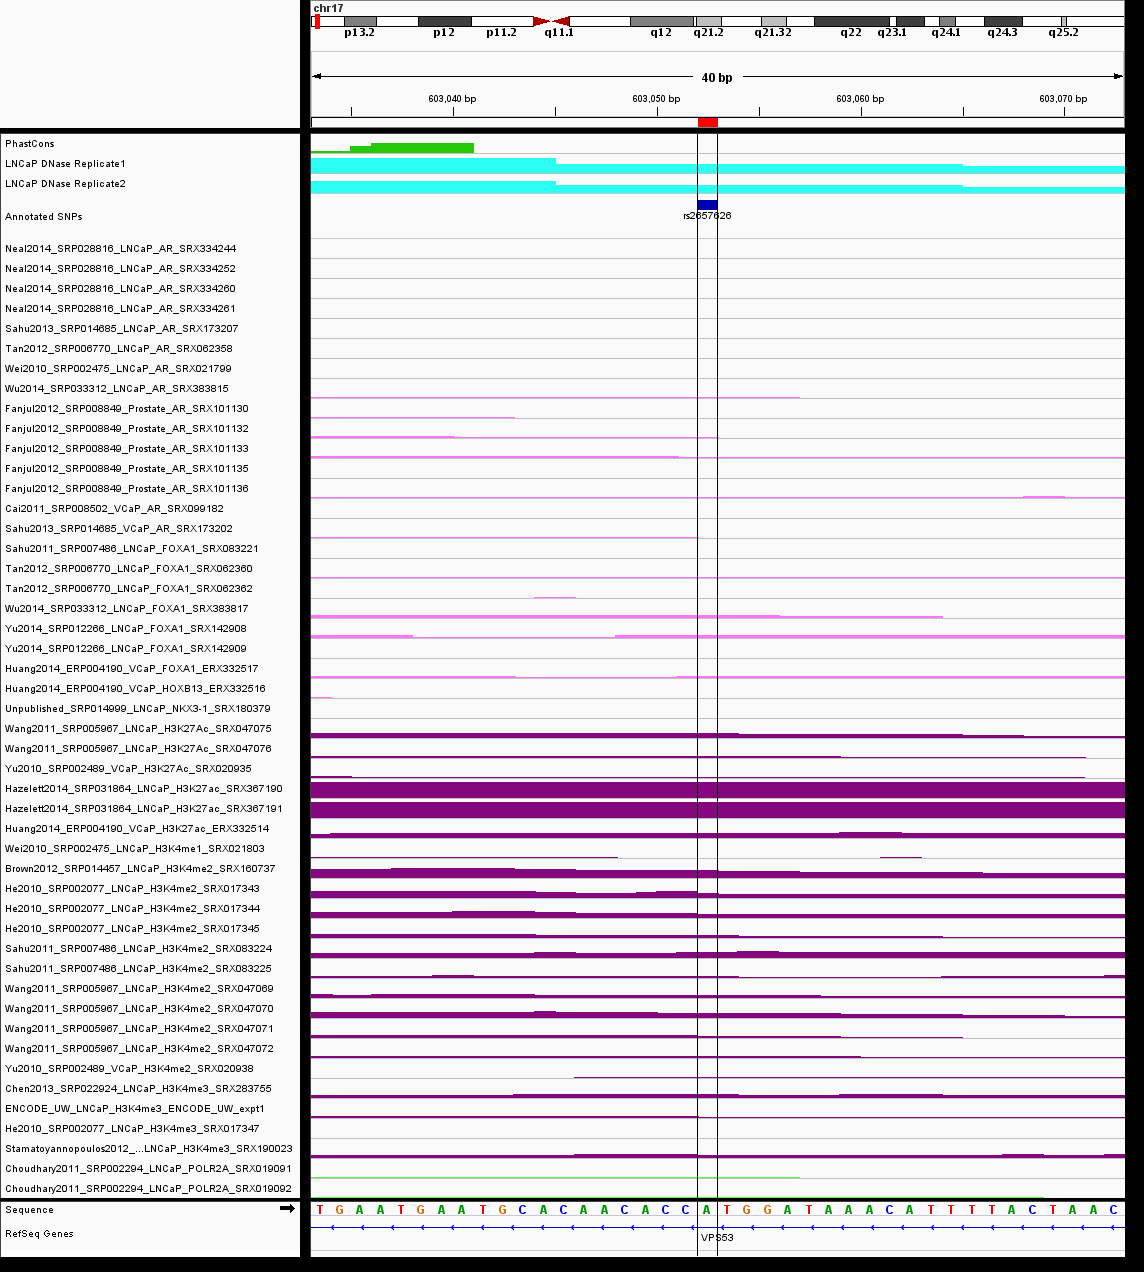 chr17
p13.2 p12 p11.2 q11.1 q12 q21.2 q21.32 q22 q23.1 q24.1 q24.3 q25.2
40 bp
603,040 bp 603,050 bp 603,060 bp 603,070 bp
PhastCons
LNCaP DNase Replicate1
LNCaP DNase Replicate2
Annotated SNPs
rs2657626
Neal2014_SRP028816_LNCaP_AR_SRX334244
Neal2014_SRP028816_LNCaP_AR_SRX334252
Neal2014_SRP028816_LNCaP_AR_SRX334260
Neal2014_SRP028816_LNCaP_AR_SRX334261
Sahu2013_SRP014685_LNCaP_AR_SRX173207
Tan2012_SRP006770_LNCaP_AR_SRX062358
Wei2010_SRP002475_LNCaP_AR_SRX021799
Wu2014_SRP033312_LNCaP_AR_SRX383815
Fanjul2012_SRP008849_Prostate_AR_SRX101130
Fanjul2012_SRP008849_Prostate_AR_SRX101132
Fanjul2012_SRP008849_Prostate_AR_SRX101133
Fanjul2012_SRP008849_Prostate_AR_SRX101135
Fanjul2012_SRP008849_Prostate_AR_SRX101136
Cai2011_SRP008502_VCaP_AR_SRX099182
Sahu2013_SRP014685_VCaP_AR_SRX173202
Sahu2011_SRP007486_LNCaP_FOXA1_SRX083221
Tan2012_SRP006770_LNCaP_FOXA1_SRX062360
Tan2012_SRP006770_LNCaP_FOXA1_SRX062362
Wu2014_SRP033312_LNCaP_FOXA1_SRX383817
Yu2014_SRP012266_LNCaP_FOXA1_SRX142908
Yu2014_SRP012266_LNCaP_FOXA1_SRX142909
Huang2014_ERP004190_VCaP_FOXA1_ERX332517
Huang2014_ERP004190_VCaP_HOXB13_ERX332516
Unpublished_SRP014999_LNCaP_NKX3-1_SRX180379
Wang2011_SRP005967_LNCaP_H3K27Ac_SRX047075
Wang2011_SRP005967_LNCaP_H3K27Ac_SRX047076
Yu2010_SRP002489_VCaP_H3K27Ac_SRX020935
Hazelett2014_SRP031864_LNCaP_H3K27ac_SRX367190
Hazelett2014_SRP031864_LNCaP_H3K27ac_SRX367191
Huang2014_ERP004190_VCaP_H3K27ac_ERX332514
Wei2010_SRP002475_LNCaP_H3K4me1_SRX021803
Brown2012_SRP014457_LNCaP_H3K4me2_SRX160737
He2010_SRP002077_LNCaP_H3K4me2_SRX017343
He2010_SRP002077_LNCaP_H3K4me2_SRX017344
He2010_SRP002077_LNCaP_H3K4me2_SRX017345
Sahu2011_SRP007486_LNCaP_H3K4me2_SRX083224
Sahu2011_SRP007486_LNCaP_H3K4me2_SRX083225
Wang2011_SRP005967_LNCaP_H3K4me2_SRX047069
Wang2011_SRP005967_LNCaP_H3K4me2_SRX047070
Wang2011_SRP005967_LNCaP_H3K4me2_SRX047071
Wang2011_SRP005967_LNCaP_H3K4me2_SRX047072
Yu2010_SRP002489_VCaP_H3K4me2_SRX020938
Chen2013_SRP022924_LNCaP_H3K4me3_SRX283755
ENCODE_UW_LNCaP_H3K4me3_ENCODE_UW_expt1
He2010_SRP002077_LNCaP_H3K4me3_SRX017347
Stamatoyannopoulos2012_...LNCaP_H3K4me3_SRX190023
Choudhary2011_SRP002294_LNCaP_POLR2A_SRX019091
Choudhary2011_SRP002294_LNCaP_POLR2A_SRX019092
Sequence T G A A T G A A T G C A C A A C A C C A T G G A T A A A C A T T T T A C T A A C
RefSeq Genes
VPS53